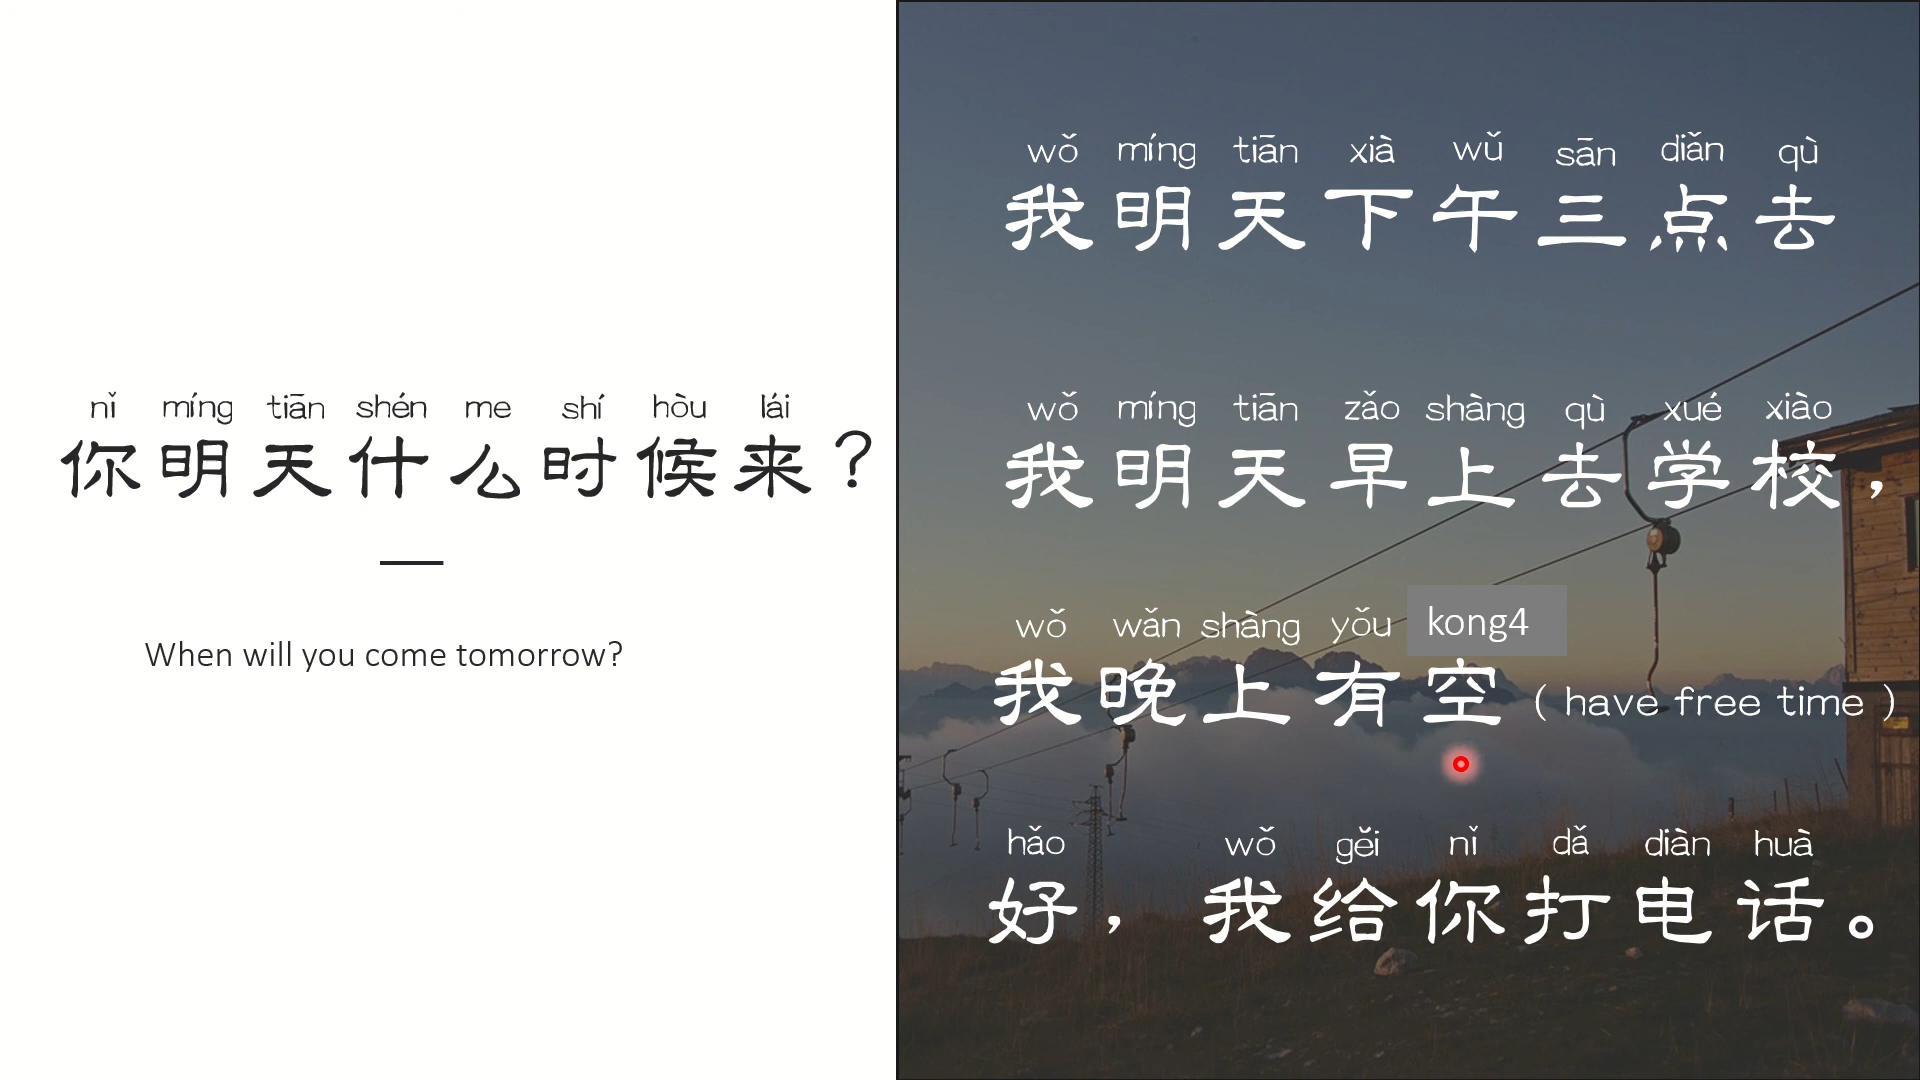 nǐ míng tiān shén me shí hòu lái
你明天什么时候来？
When will you come tomorrow?
wǒ míng tiān xià wǔ sān diǎn qù
我明天下午三点去
wǒ míng tiān zǎo shàng qù xué xiào
我明天早上去学校，
wǒ wǎn shàng yǒu kong4
我晚上有空（have free time）
hǎo wǒ gěi nǐ dǎ diàn huà
好，我给你打电话。